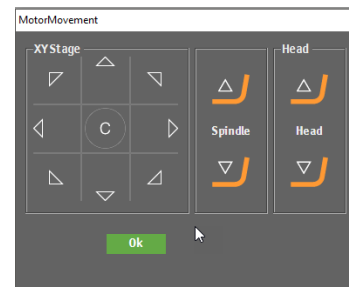 MotorMovement
XYStage
Head
C
Spindle
Head
Ok